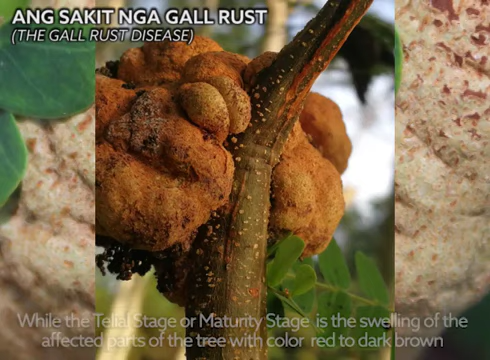 ANG SAKIT NGA GALL RUST
(THE GALL RUST DISEASE)
While the Telial Stage or Maturity Stage is the swelling of the
affected parts of the tree with color red to dark brown